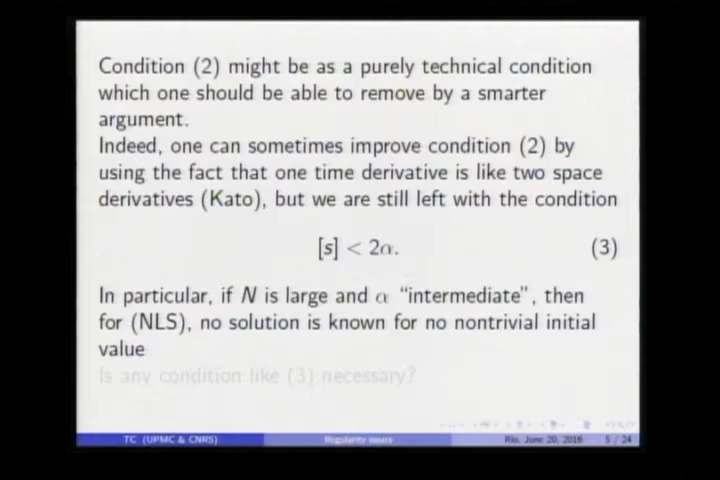 Condition (2) might be as a purely technical condition
which one should be able to remove by a smarter
argument.
Indeed, one can sometimes improve condition (2) by
using the fact that one time derivative is like two space
derivatives (Kato), but we are still left with the condition
[s] < 2α. (3)
In particular, if N is large and α “intermediate”, then
for (NLS), no solution is known for no nontrivial initial
value
Is any condition like (3) necessary?
TC (UPMC & CNRS) Regularity issues Rio, June 20, 2016 5 / 24